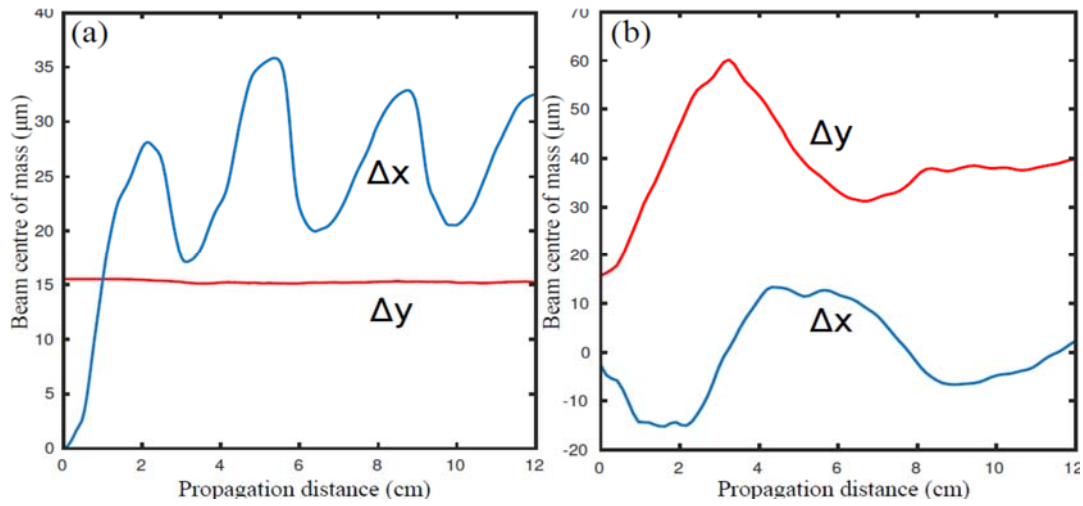 (a)
40
35
30
25
20
15
10
5
0
Beam centre of mass (μm)
Δx
Δy
0 2 4 6 8 10 12
Propagation distance (cm)
(b)
70
60
50
40
30
20
10
0
-10
-20
Beam centre of mass (μm)
Δy
Δx
0 2 4 6 8 10 12
Propagation distance (cm)